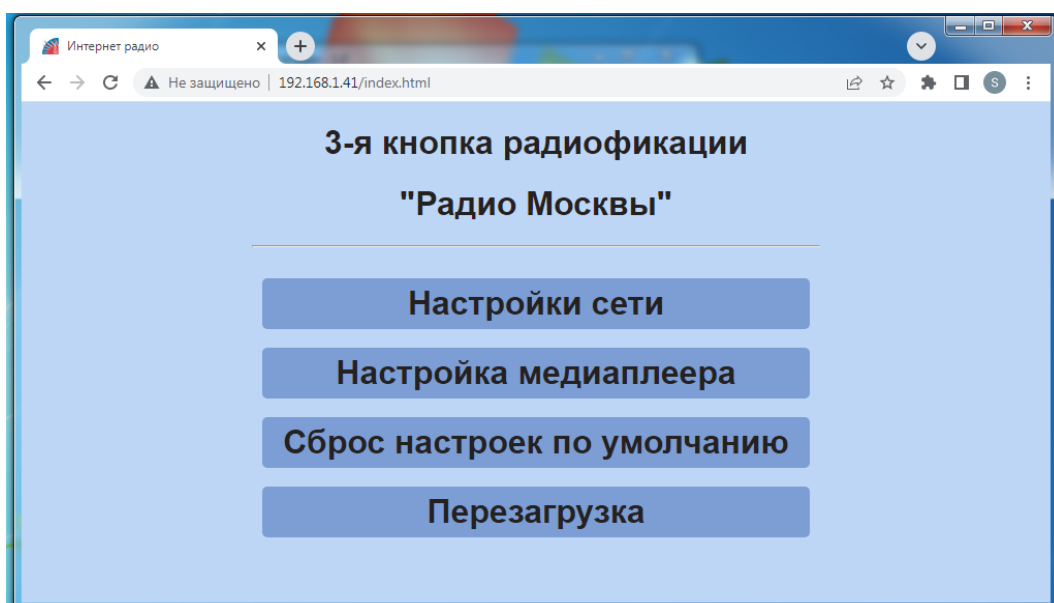 Интернет радио
Не защищено | 192.168.1.41/index.html
S
3-я кнопка радиофикации
"Радио Москвы"
Настройки сети
Настройка медиаплеера
Сброс настроек по умолчанию
Перезагрузка